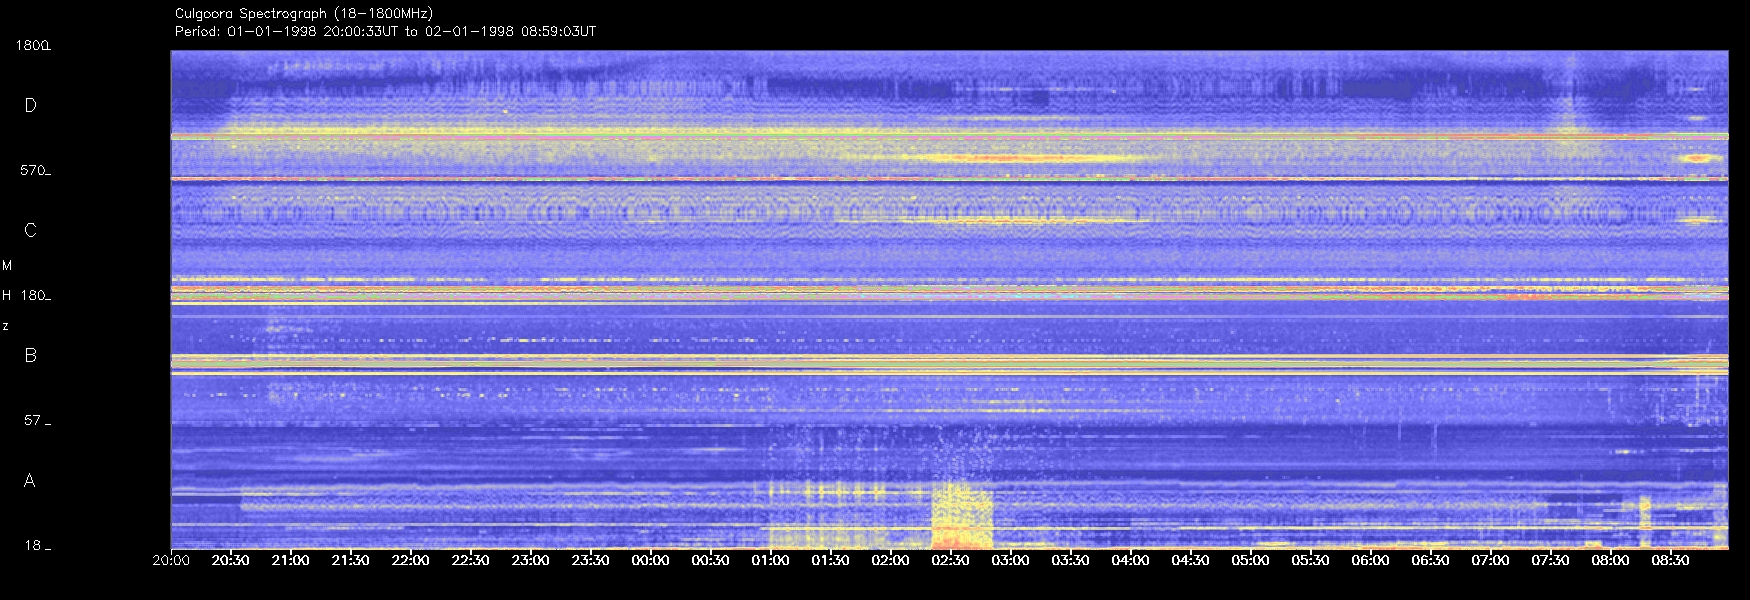 Culgoora Spectrograph (18-1800MHz)
Period: 01-01-1998 20:00:33UT to 02-01-1998 08:59:03UT
1800
D
570
C
M
H 180
z
B
57
A
18
20:00 20:30 21:00 21:30 22:00 22:30 23:00 23:30 00:00 00:30 01:00 01:30 02:00 02:30 03:00 03:30 04:00 04:30 05:00 05:30 06:00 06:30 07:00 07:30 08:00 08:30